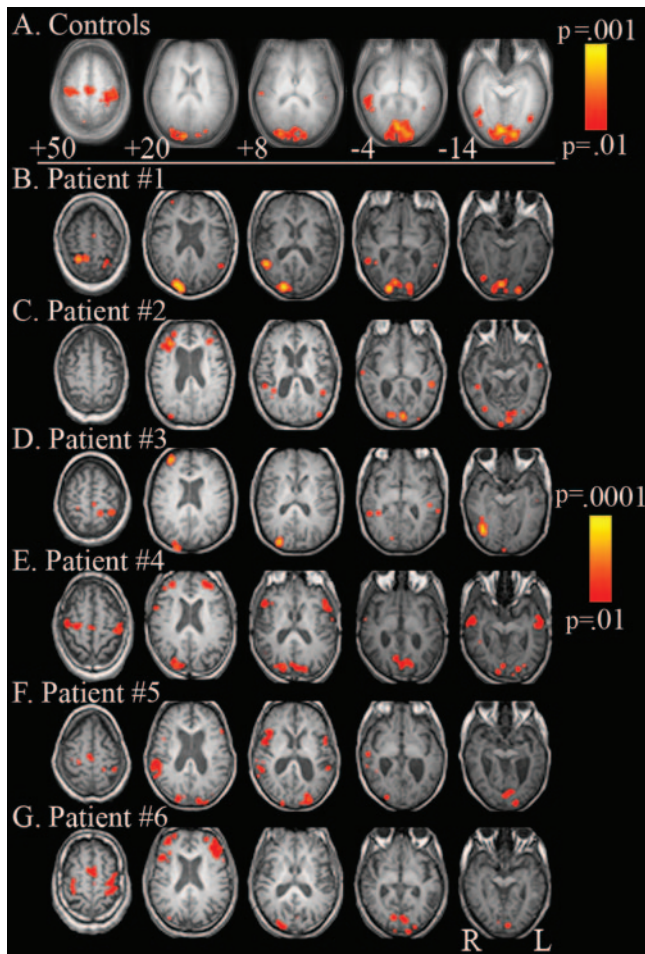 A. Controls
p=.001
p=.01
+50 +20 +8 -4 -14
B. Patient #1
C. Patient #2
D. Patient #3
p=.0001
E. Patient #4
p=.01
F. Patient #5
G. Patient #6
R L